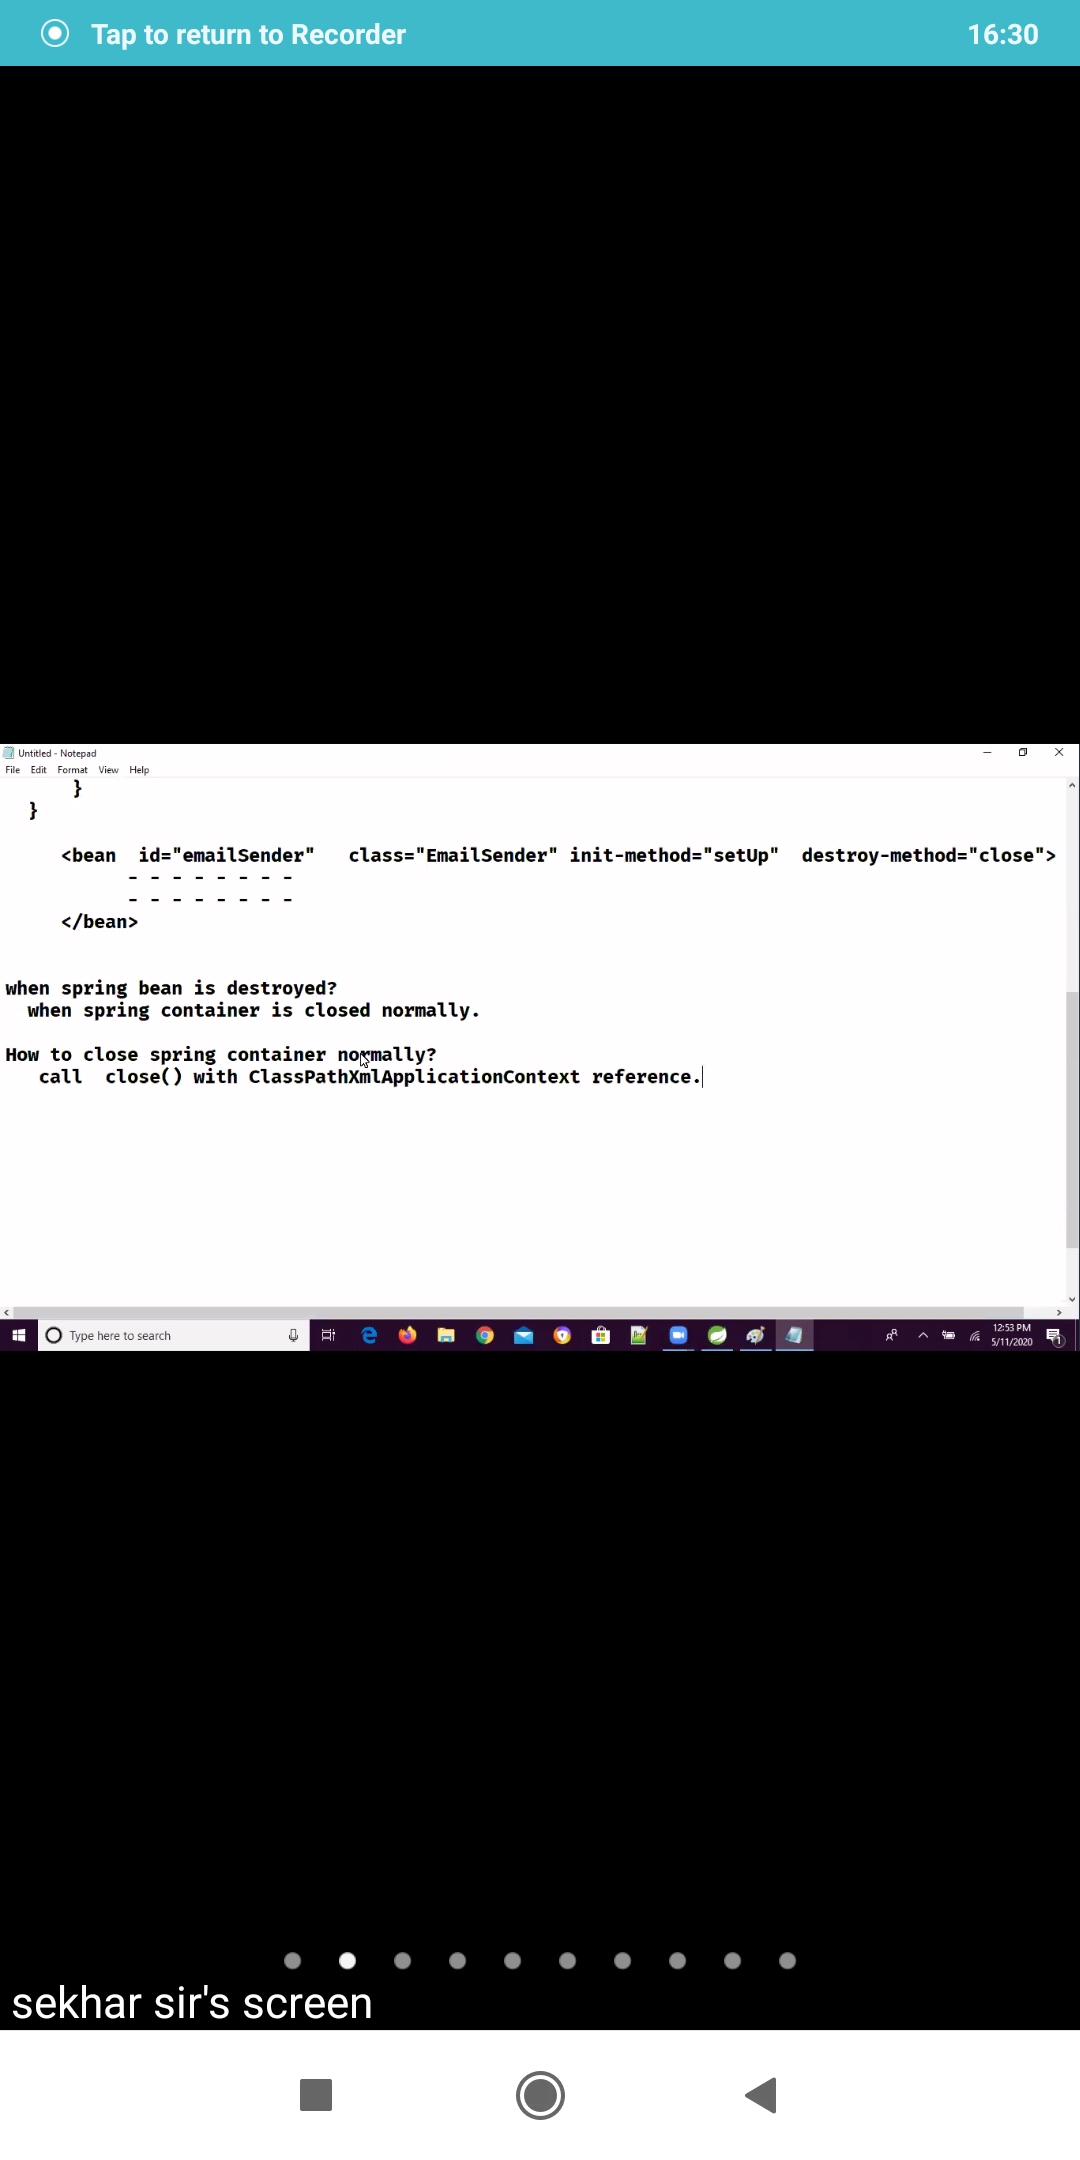 Tap to return to Recorder 16:30
Untitled - Notepad
File Edit Format View Help
}
}
<bean id="emailSender" class="EmailSender" init-method="setUp" destroy-method="close">
- - - - - - - -
- - - - - - - -
</bean>
when spring bean is destroyed?
when spring container is closed normally.
How to close spring container normally?
call close() with ClassPathXmlApplicationContext reference.
Type here to search
12:53 PM
5/11/2020
1
sekhar sir's screen